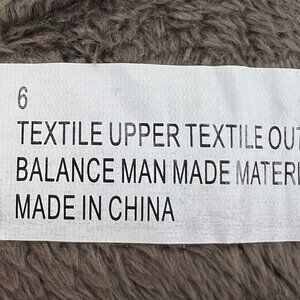 6
TEXTILE UPPER TEXTILE OUT
BALANCE MAN MADE MATERI
MADE IN CHINA